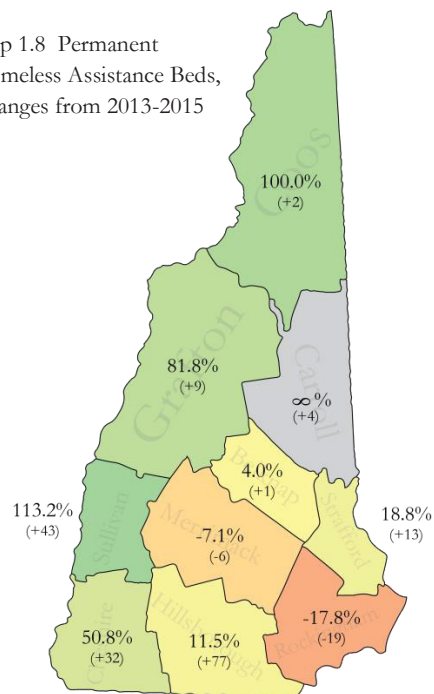 p 1.8 Permanent
meless Assistance Beds,
anges from 2013-2015
Coos
100.0%
(+2)
Grafton
81.8%
(+9)
Carroll
∞%
(+4)
Belknap
4.0%
(+1)
Strafford
18.8%
(+13)
113.2%
(+43)
Sullivan
Merrimack
-7.1%
(-6)
Cheshire
50.8%
(+32)
Hillsborough
11.5%
(+77)
Rockingham
-17.8%
(-19)